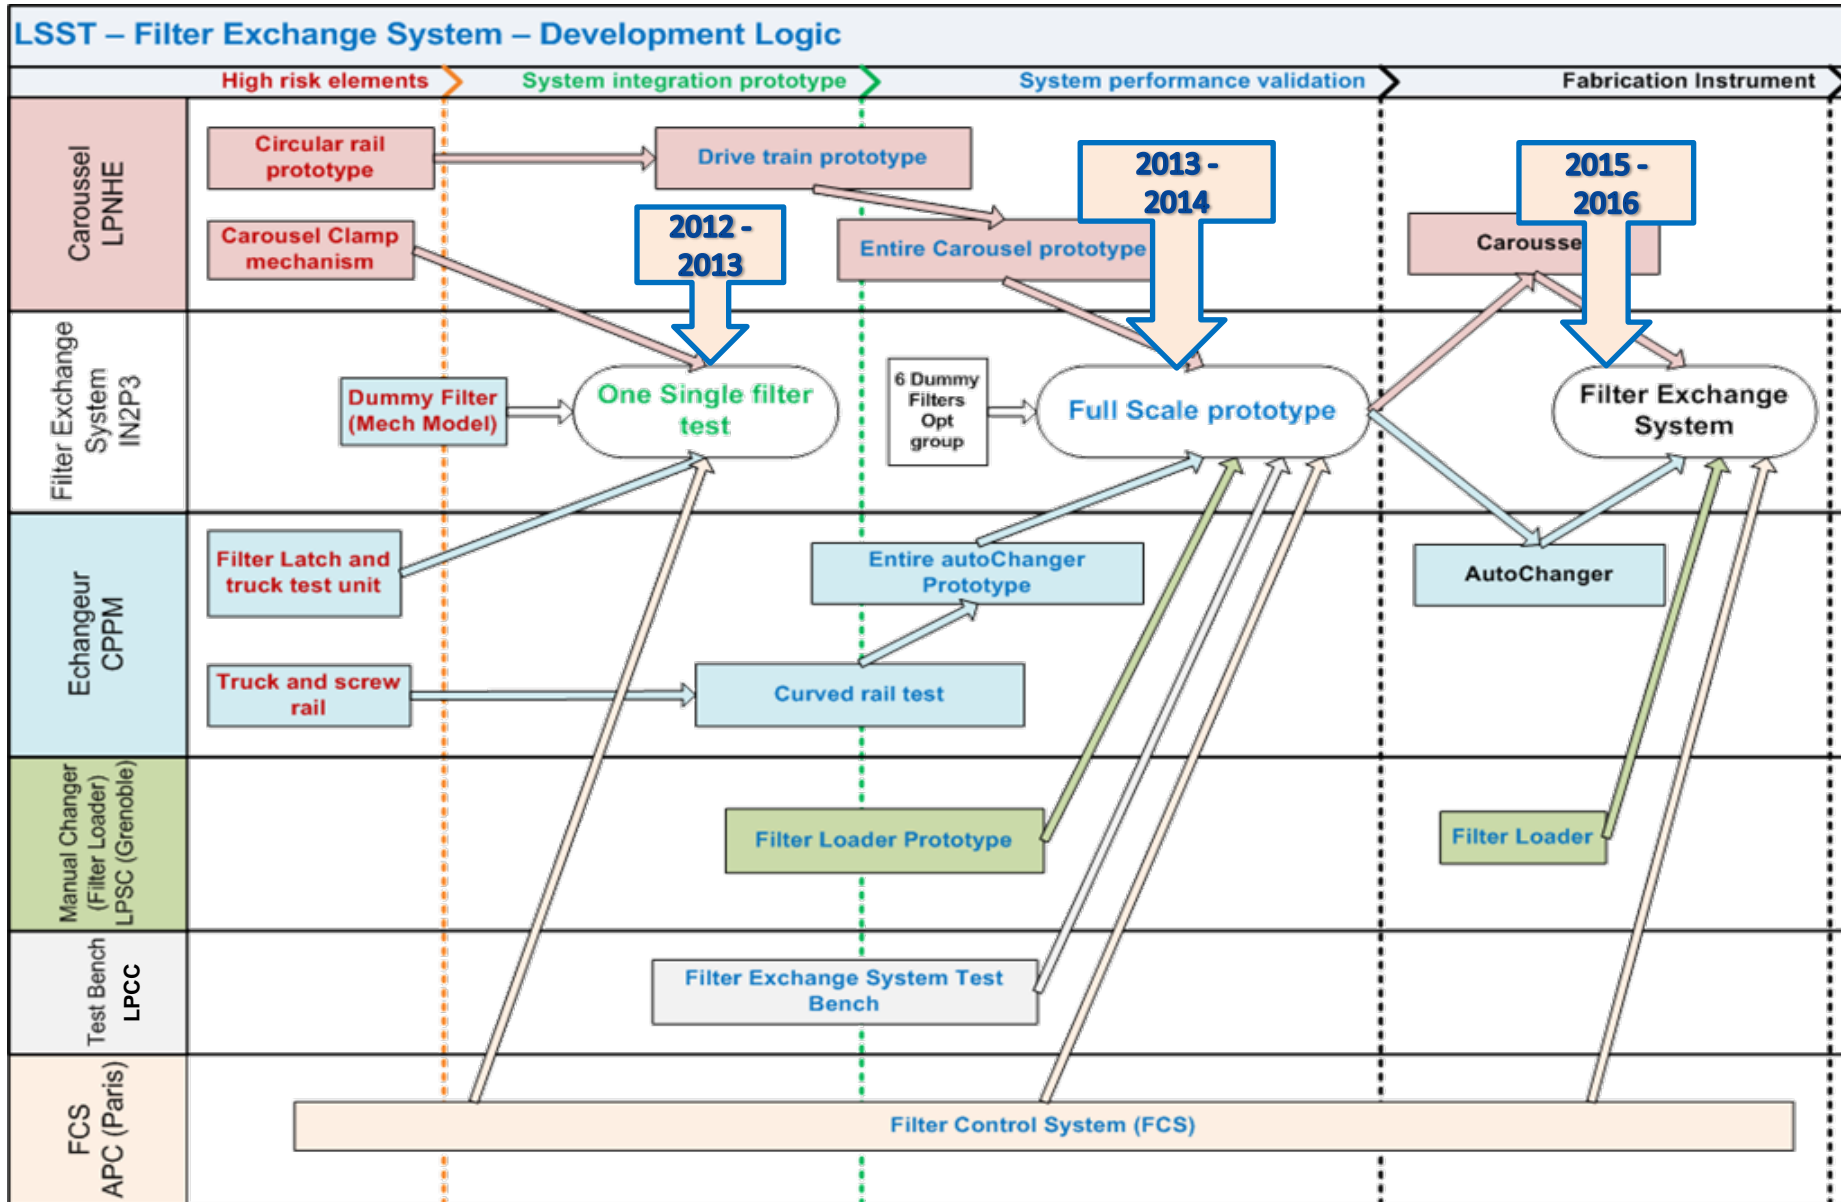 LSST – Filter Exchange System – Development Logic
High risk elements
System integration prototype
System performance validation
Fabrication Instrument
Caroussel
LPNHE
Circular rail
prototype
Drive train prototype
2013 -
2014
2015 -
2016
Carousel Clamp
mechanism
2012 -
2013
Entire Carousel prototype
Carousse
Filter Exchange
System
IN2P3
Dummy Filter
(Mech Model)
One Single filter
test
6 Dummy
Filters
Opt
group
Full Scale prototype
Filter Exchange
System
Echangeur
CPPM
Filter Latch and
truck test unit
Entire autoChanger
Prototype
AutoChanger
Truck and screw
rail
Curved rail test
Manual Changer
(Filter Loader)
LPSC (Grenoble)
Filter Loader Prototype
Filter Loader
Test Bench
LPCC
Filter Exchange System Test
Bench
FCS
APC (Paris)
Filter Control System (FCS)